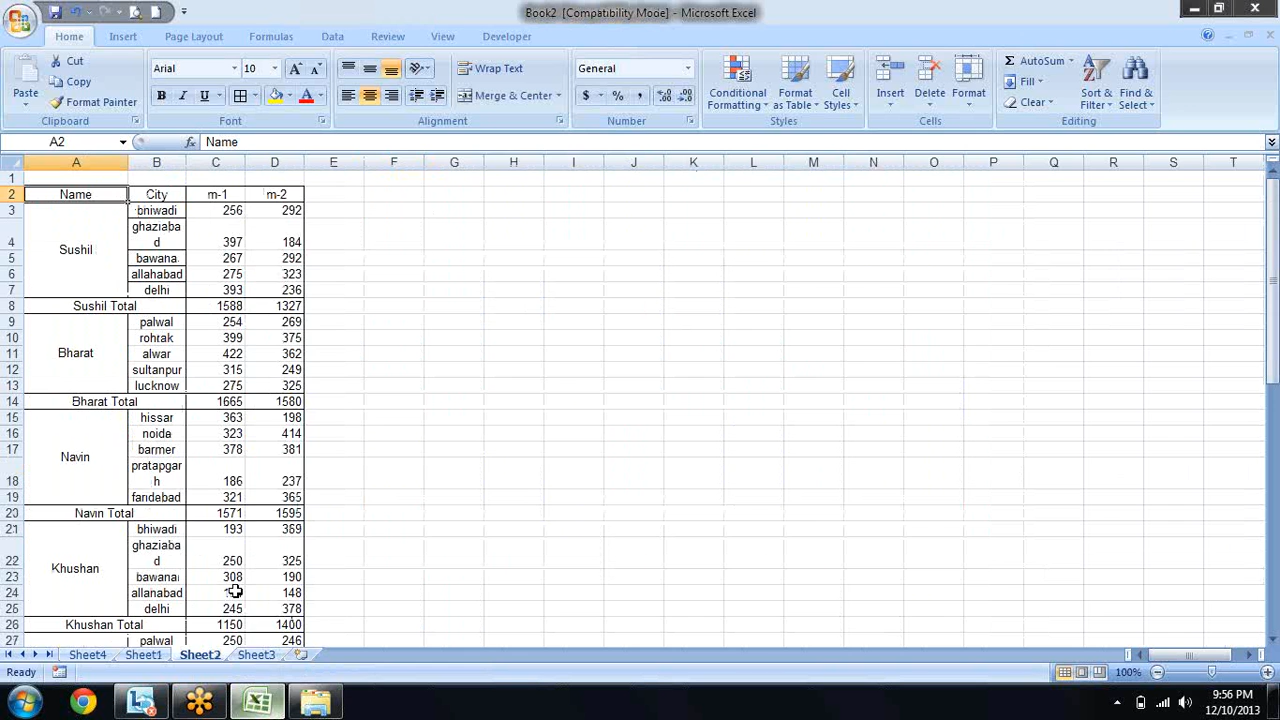 Book2 [Compatibility Mode] - Microsoft Excel
Home Insert Page Layout Formulas Data Review View Developer
Paste Cut Copy Format Painter Clipboard
Arial 10 B I U Font
Wrap Text Merge & Center Alignment
General $ % , Number
Conditional Formatting Format as Table Cell Styles Styles
Insert Delete Format Cells
AutoSum Fill Clear Sort & Filter Find & Select Editing
A2 fx Name
A B C D E F G H I J K L M N O P Q R S T
1
2 Name City m-1 m-2
3 bniwadi 256 292
4 ghaziabad 397 184
Sushil
5 bawana 267 292
6 allahabad 275 323
7 delhi 393 236
8 Sushil Total 1588 1327
9 palwal 254 269
10 rohrak 399 375
11 Bharat alwar 422 362
12 sultanpur 315 249
13 lucknow 275 325
14 Bharat Total 1665 1580
15 hissar 363 198
16 noida 323 414
17 Navin barmer 378 381
18 pratapgarh 186 237
19 faridebad 321 365
20 Navin Total 1571 1595
21 bhiwadi 193 369
22 ghaziabad 250 325
Khushan
23 bawana 308 190
24 allanabad 148
25 delhi 245 378
26 Khushan Total 1150 1400
27 palwal 250 246
Sheet4 Sheet1 Sheet2 Sheet3
Ready 100%
9:56 PM
12/10/2013